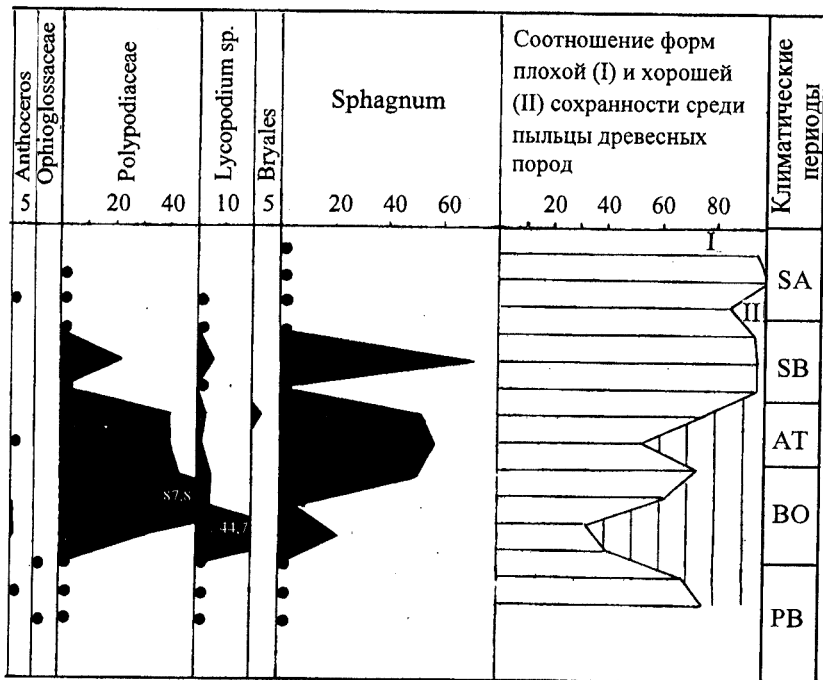 Anthoceros
Ophioglossaceae
Polypodiaceae
Lycopodium sp.
Bryales
Sphagnum
Соотношение форм
плохой (I) и хорошей
(II) сохранности среди
пыльцы древесных
пород
Климатические
периоды
5 5 20 40 10 5 20 40 60 20 40 60 80
I
SA
II
SB
AT
87,8
44,7
BO
PB